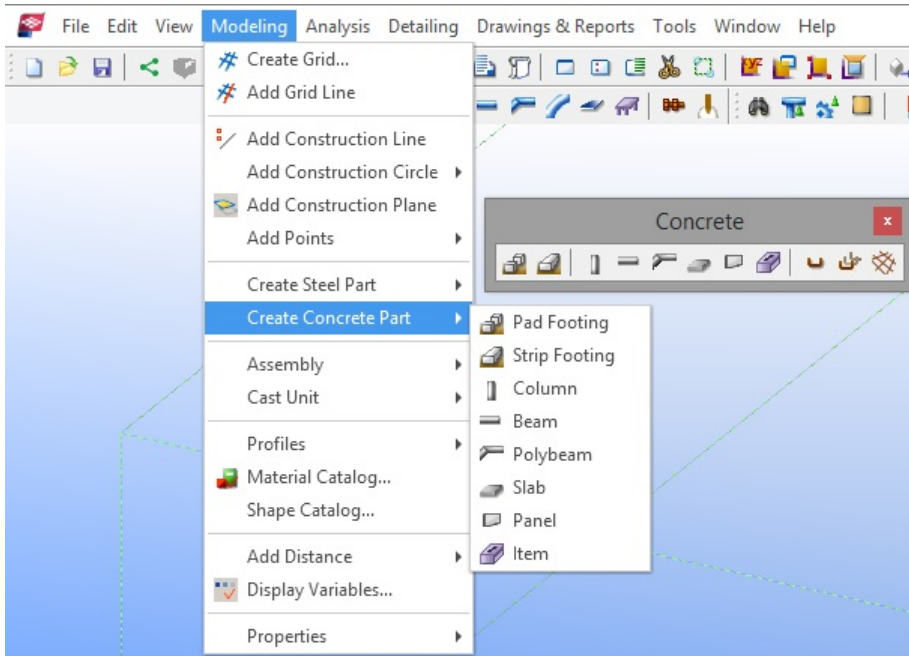 File Edit View Modeling Analysis Detailing Drawings & Reports Tools Window Help
Create Grid...
Add Grid Line
Add Construction Line
Add Construction Circle
Add Construction Plane
Add Points
Create Steel Part
Create Concrete Part
Assembly
Cast Unit
Profiles
Material Catalog...
Shape Catalog...
Add Distance
Display Variables...
Properties
Concrete
Pad Footing
Strip Footing
Column
Beam
Polybeam
Slab
Panel
Item